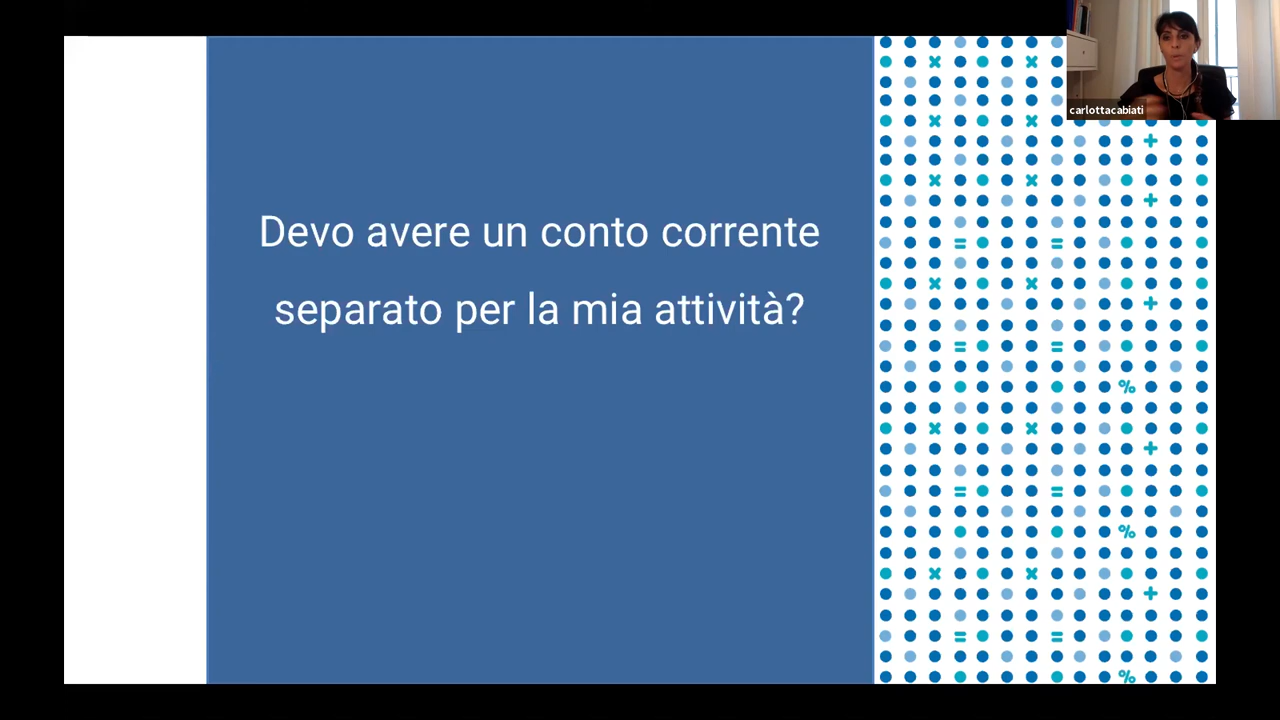 carlottacabiati
Devo avere un conto corrente
separato per la mia attività?